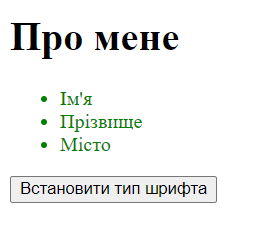 Про мене
Ім'я
Прізвище
Місто
Встановити тип шрифта